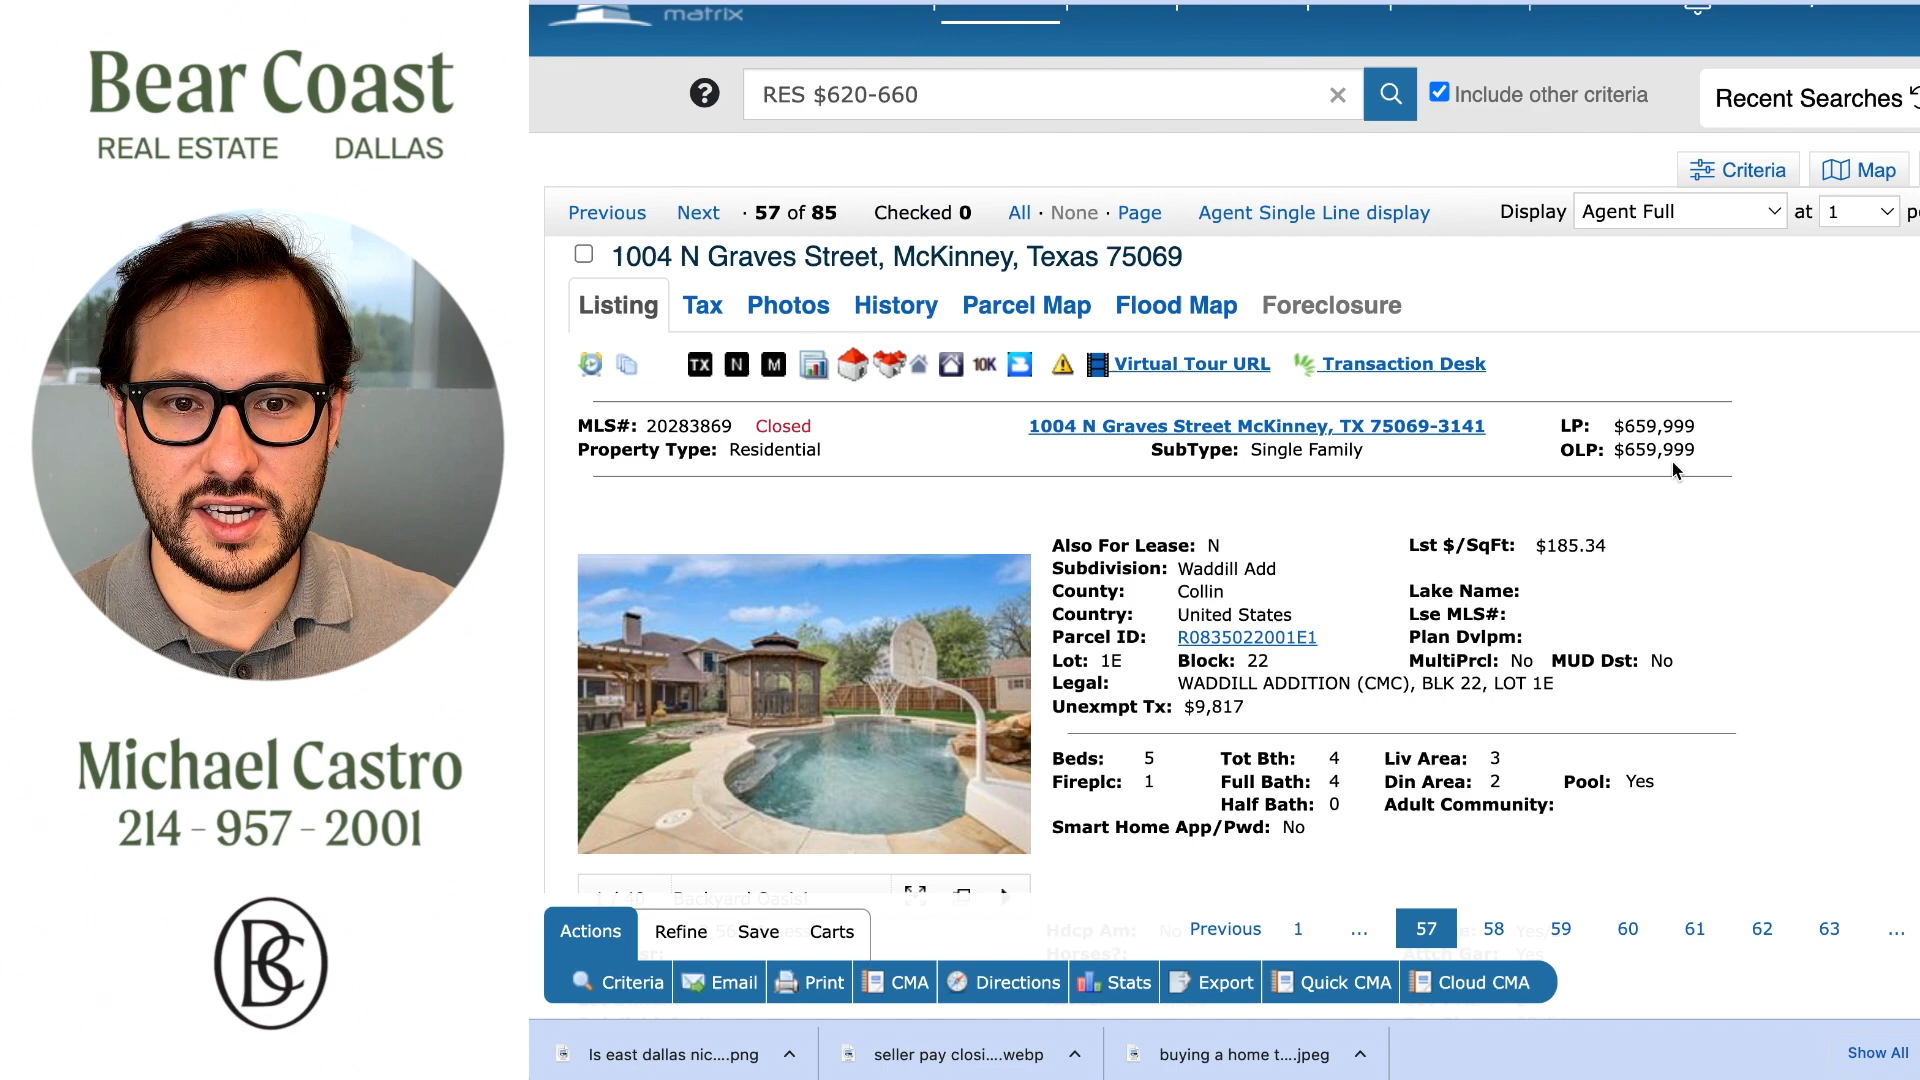 Bear Coast
REAL ESTATE DALLAS
Michael Castro
214 - 957 - 2001
BC
matrix
? RES $620-660 Include other criteria Recent Searches
Criteria Map
Previous Next · 57 of 85 Checked 0 All · None · Page Agent Single Line display Display Agent Full at 1
1004 N Graves Street, McKinney, Texas 75069
Listing Tax Photos History Parcel Map Flood Map Foreclosure
TX N M 10K Virtual Tour URL Transaction Desk
MLS#: 20283869 Closed 1004 N Graves Street McKinney, TX 75069-3141 LP: $659,999
Property Type: Residential SubType: Single Family OLP: $659,999
Also For Lease: N Lst $/SqFt: $185.34
Subdivision: Waddill Add
County: Collin Lake Name:
Country: United States Lse MLS#:
Parcel ID: R0835022001E1 Plan Dvlpm:
Lot: 1E Block: 22 MultiPrcl: No MUD Dst: No
Legal: WADDILL ADDITION (CMC), BLK 22, LOT 1E
Unexmpt Tx: $9,817
Beds: 5 Tot Bth: 4 Liv Area: 3
Fireplc: 1 Full Bath: 4 Din Area: 2 Pool: Yes
Half Bath: 0 Adult Community:
Smart Home App/Pwd: No
Backyard Oasis!
Hdcp Am: No
Horses?:
Attch Gar: Yes
Actions Refine Save Carts Previous 1 ... 57 58 59 60 61 62 63 ...
Criteria Email Print CMA Directions Stats Export Quick CMA Cloud CMA
Is east dallas nic....png seller pay closi....webp buying a home t....jpeg Show All